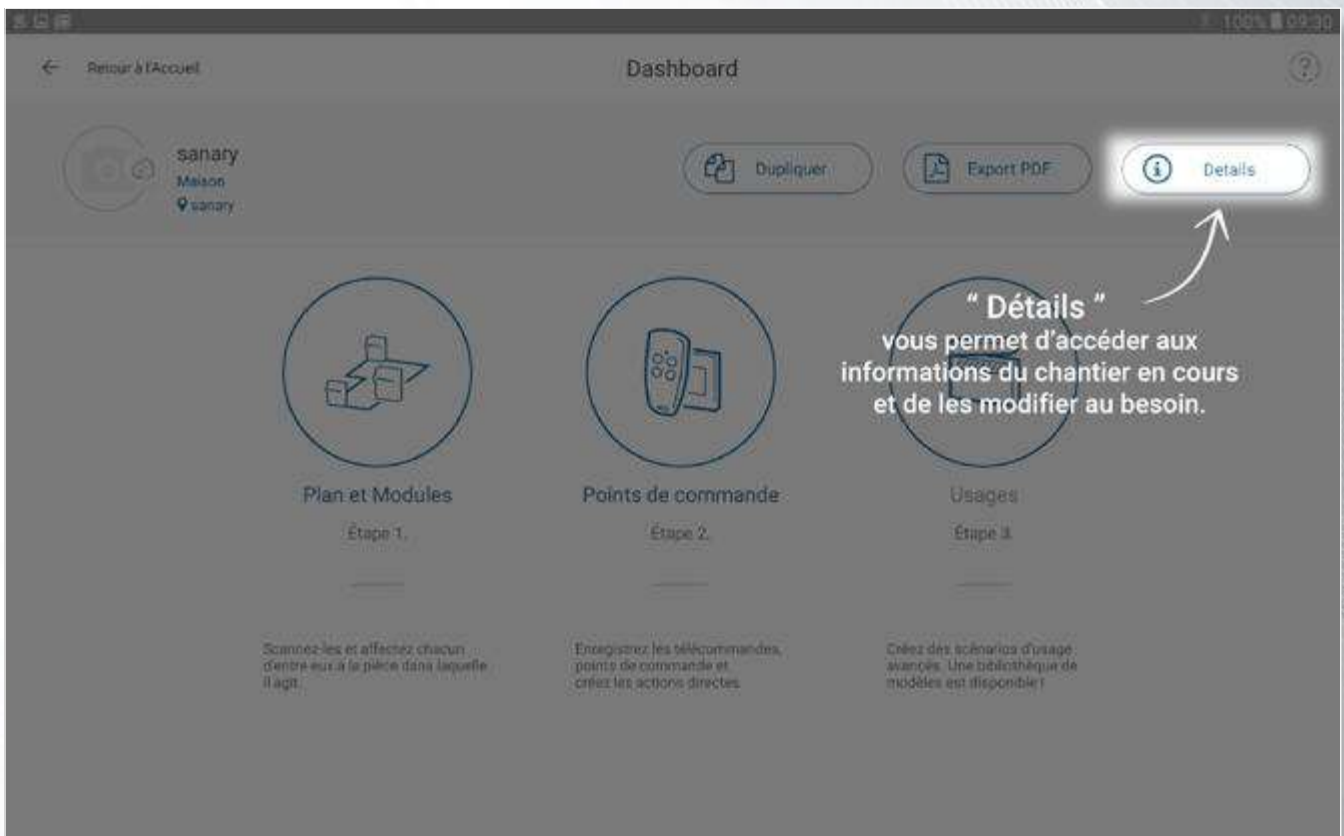 100% 09:30
Retour à l'Accueil
Dashboard
?
sanary
Maison
sanary
Dupliquer
Export PDF
Details
“ Détails ”
vous permet d'accéder aux
informations du chantier en cours
et de les modifier au besoin.
Plan et Modules
Étape 1.
Scannez-les et affectez chacun
d'entre eux à la pièce dans laquelle
il agit.
Points de commande
Étape 2.
Enregistrez les télécommandes,
points de commande et
créez les actions directes.
Usages
Étape 3.
Créez des scénarios d'usage
avancés. Une bibliothèque de
modèles est disponible !